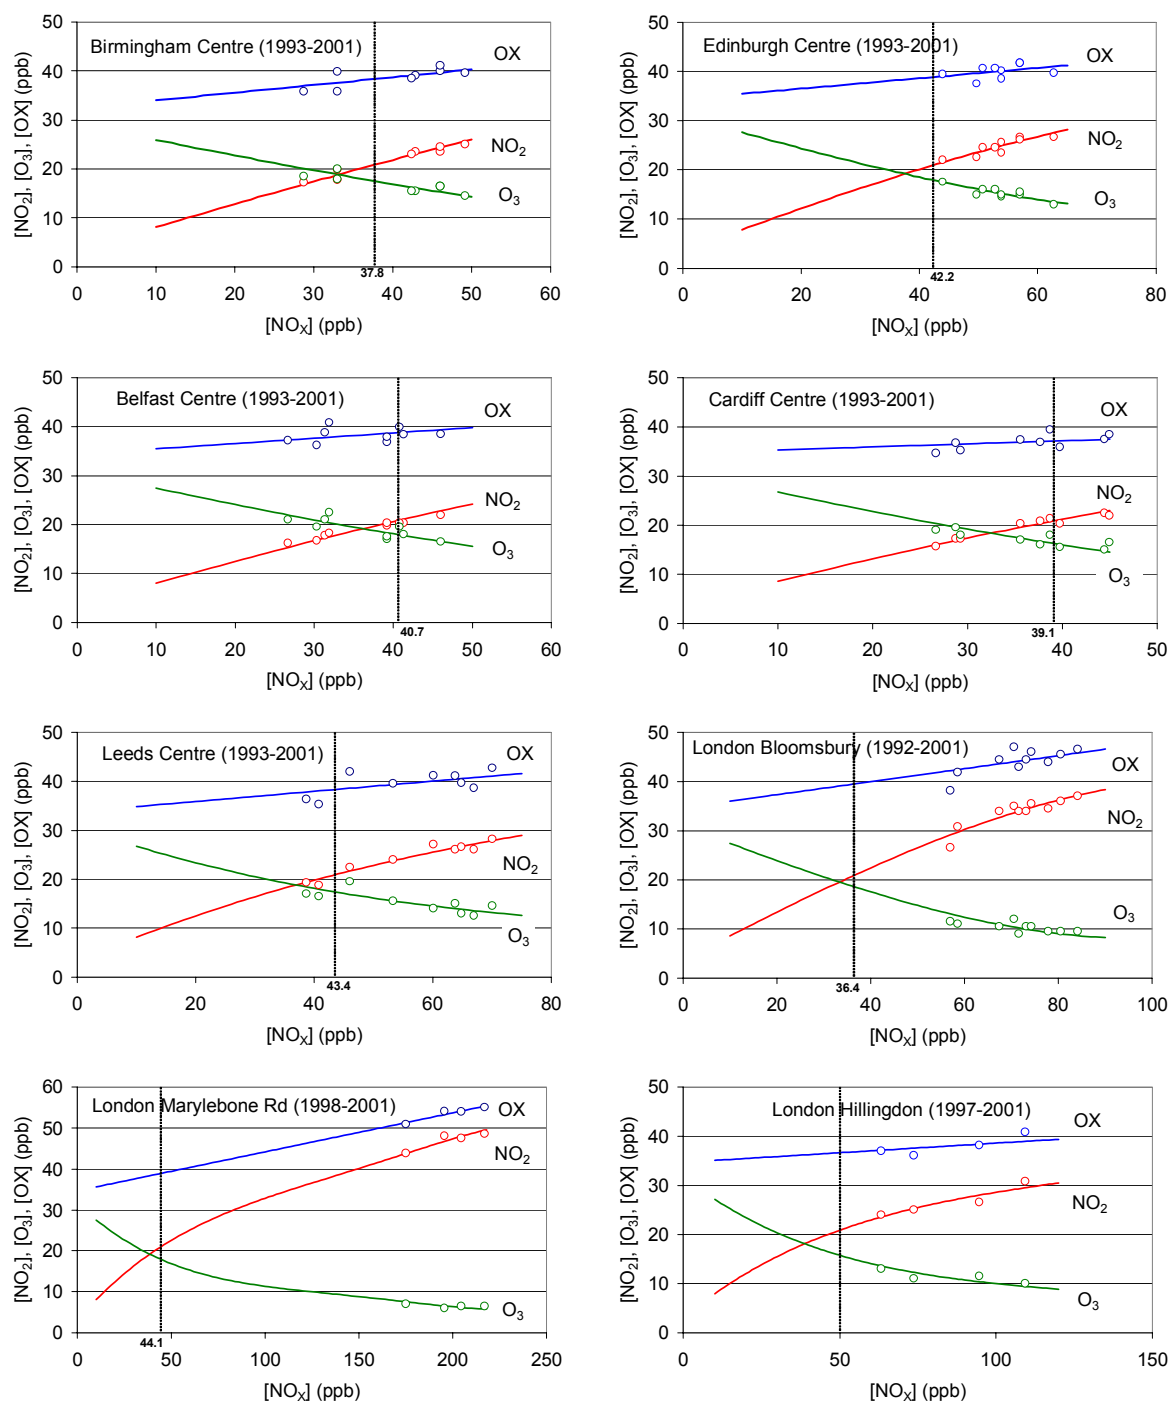 Birmingham Centre (1993-2001)
OX
NO2
O3
[NO2], [O3], [OX] (ppb)
50
40
30
20
10
0
37.8
0 10 20 30 40 50 60
[NOX] (ppb)
Edinburgh Centre (1993-2001)
OX
NO2
O3
[NO2], [O3], [OX] (ppb)
50
40
30
20
10
0
42.2
0 20 40 60 80
[NOX] (ppb)
Belfast Centre (1993-2001)
OX
NO2
O3
[NO2], [O3], [OX] (ppb)
50
40
30
20
10
0
40.7
0 10 20 30 40 50 60
[NOX] (ppb)
Cardiff Centre (1993-2001)
OX
NO2
O3
[NO2], [O3], [OX] (ppb)
50
40
30
20
10
0
39.1
0 10 20 30 40 50
[NOX] (ppb)
Leeds Centre (1993-2001)
OX
NO2
O3
[NO2], [O3], [OX] (ppb)
50
40
30
20
10
0
43.4
0 20 40 60 80
[NOX] (ppb)
London Bloomsbury (1992-2001)
OX
NO2
O3
[NO2], [O3], [OX] (ppb)
50
40
30
20
10
0
36.4
0 20 40 60 80 100
[NOX] (ppb)
London Marylebone Rd (1998-2001)
OX
NO2
O3
[NO2], [O3], [OX] (ppb)
60
50
40
30
20
10
0
44.1
0 50 100 150 200 250
[NOX] (ppb)
London Hillingdon (1997-2001)
OX
NO2
O3
[NO2], [O3], [OX] (ppb)
50
40
30
20
10
0
0 50 100 150
[NOX] (ppb)